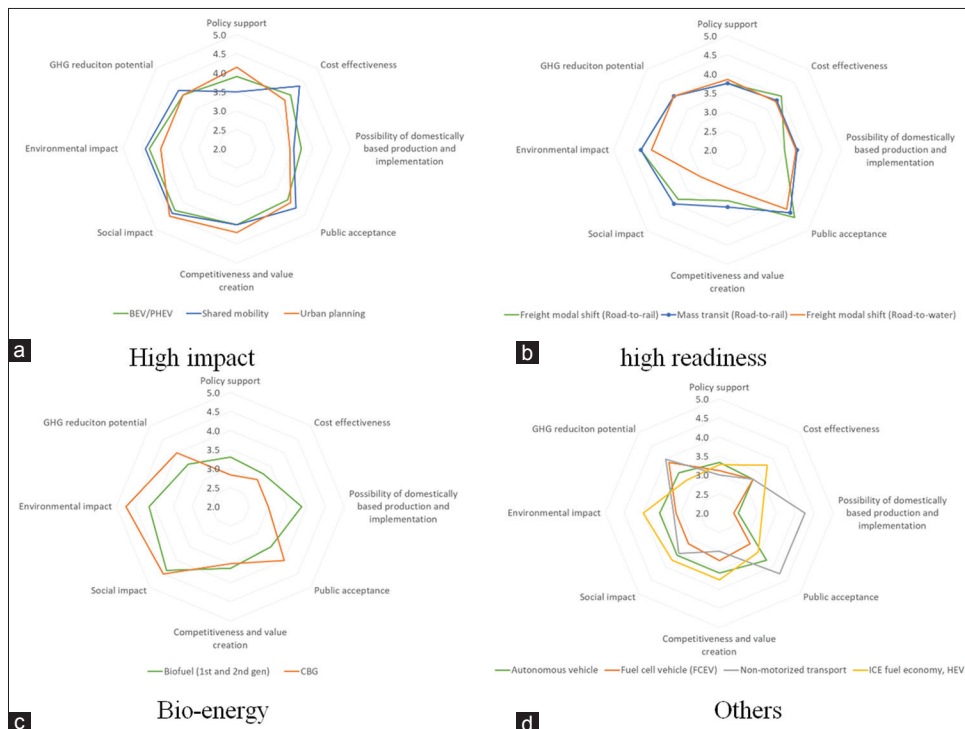 Policy support
5.0
GHG reduciton potential
4.5
Cost effectiveness
4.0
3.5
3.0
2.5
Environmental impact
2.0
Possibility of domestically
based production and
implementation
Social impact
Public acceptance
Competitiveness and value
creation
BEV/PHEV
Shared mobility
Urban planning
a
High impact
Policy support
5.0
GHG reduciton potential
4.5
Cost effectiveness
4.0
3.5
3.0
2.5
Environmental impact
2.0
Possibility of domestically
based production and
implementation
Social impact
Public acceptance
Competitiveness and value
creation
Freight modal shift (Road-to-rail)
Mass transit (Road-to-rail)
Freight modal shift (Road-to-water)
b
high readiness
Policy support
5.0
GHG reduciton potential
4.5
Cost effectiveness
4.0
3.5
3.0
2.5
Environmental impact
2.0
Possibility of domestically
based production and
implementation
Social impact
Public acceptance
Competitiveness and value
creation
Biofuel (1st and 2nd gen)
CBG
c
Bio-energy
Policy support
5.0
GHG reduciton potential
4.5
Cost effectiveness
4.0
3.5
3.0
2.5
Environmental impact
2.0
Possibility of domestically
based production and
implementation
Social impact
Public acceptance
Competitiveness and value
creation
Autonomous vehicle
Fuel cell vehicle (FCEV)
Non-motorized transport
ICE fuel economy, HEV
d
Others